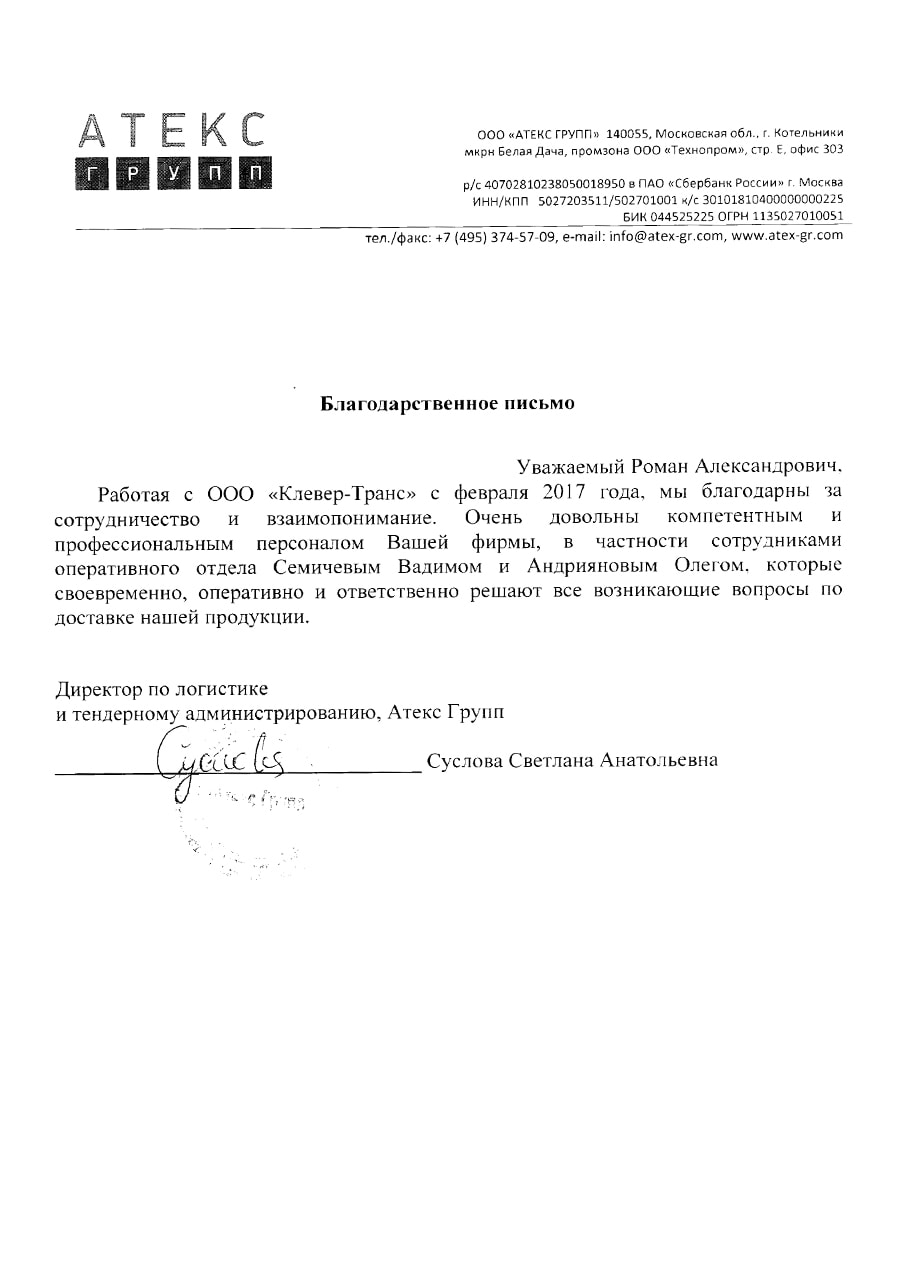 АТЕКС
ГРУПП
ООО «АТЕКС ГРУПП» 140055, Московская обл., г. Котельники
мкрн Белая Дача, промзона ООО «Технопром», стр. Е, офис 303
р/с 40702810238050018950 в ПАО «Сбербанк России» г. Москва
ИНН/КПП 5027203511/502701001 к/с 30101810400000000225
БИК 044525225 ОГРН 1135027010051
тел./факс: +7 (495) 374-57-09, e-mail: info@atex-gr.com, www.atex-gr.com
Благодарственное письмо
Уважаемый Роман Александрович,
Работая с ООО «Клевер-Транс» с февраля 2017 года, мы благодарны за
сотрудничество и взаимопонимание. Очень довольны компетентным и
профессиональным персоналом Вашей фирмы, в частности сотрудниками
оперативного отдела Семичевым Вадимом и Андрияновым Олегом, которые
своевременно, оперативно и ответственно решают все возникающие вопросы по
доставке нашей продукции.
Директор по логистике
и тендерному администрированию, Атекс Групп
Суслова Светлана Анатольевна